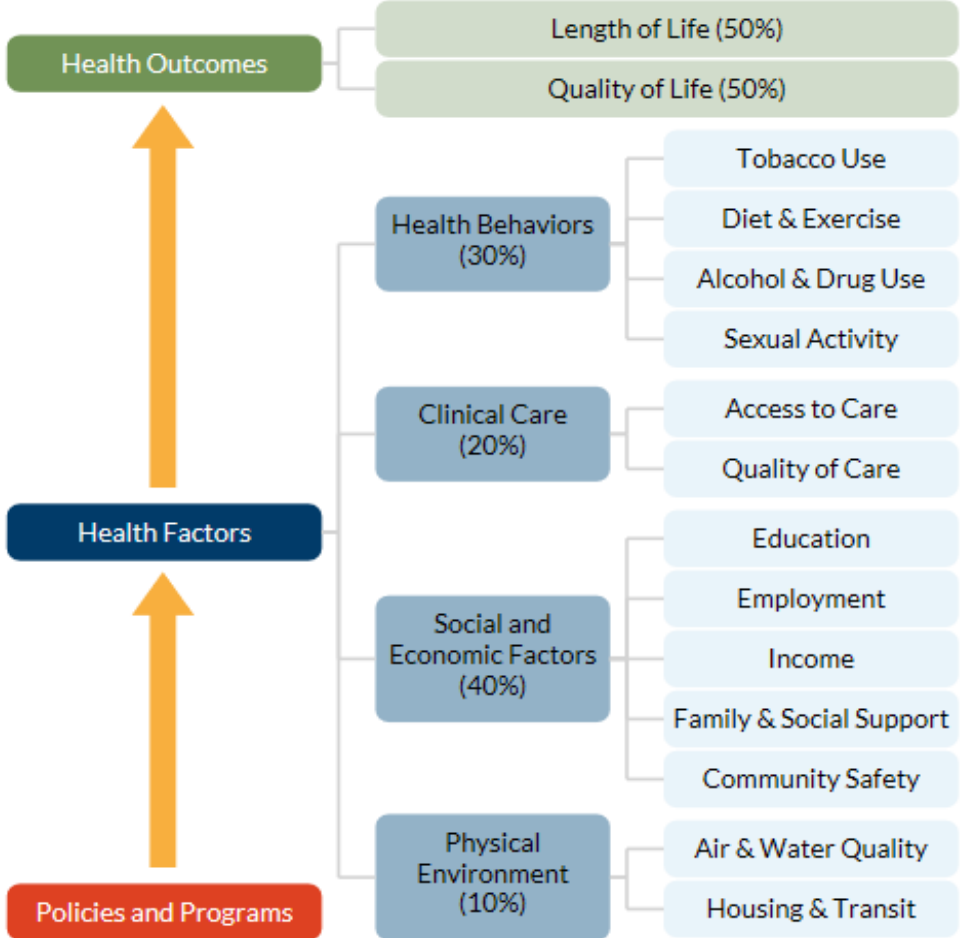 Health Outcomes
Length of Life (50%)
Quality of Life (50%)
Health Factors
Health Behaviors
(30%)
Tobacco Use
Diet & Exercise
Alcohol & Drug Use
Sexual Activity
Clinical Care
(20%)
Access to Care
Quality of Care
Social and
Economic Factors
(40%)
Education
Employment
Income
Family & Social Support
Community Safety
Physical
Environment
(10%)
Air & Water Quality
Housing & Transit
Policies and Programs